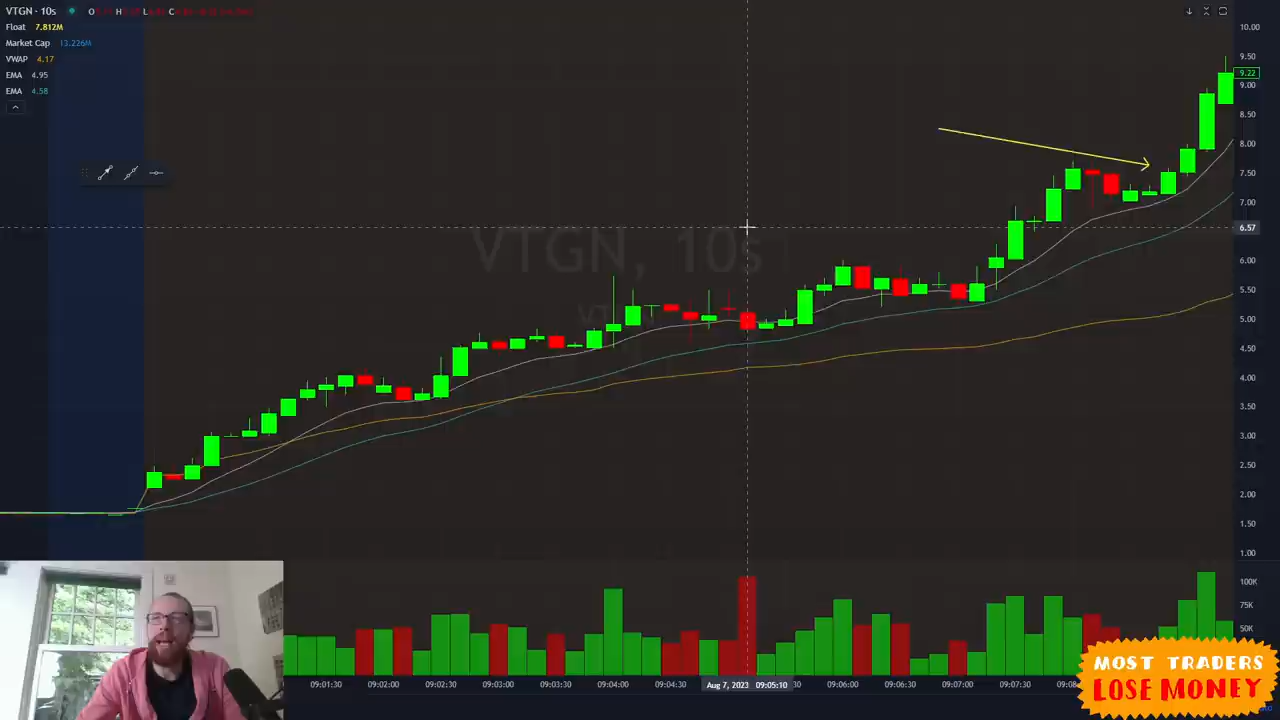 VTGN · 10s
O H L C
Float 7.812M
Market Cap 13.226M
VWAP 4.17
EMA 4.95
EMA 4.58
VTGN, 10s
10.00
9.50
9.22
9.00
8.50
8.00
7.50
7.00
6.57
6.00
5.50
5.00
4.50
4.00
3.50
3.00
2.50
2.00
1.50
1.00
100K
75K
50K
09:01:30 09:02:00 09:02:30 09:03:00 09:03:30 09:04:00 09:04:30 Aug 7, 2023 09:05:10 09:06:00 09:06:30 09:07:00 09:07:30
MOST TRADERS
LOSE MONEY